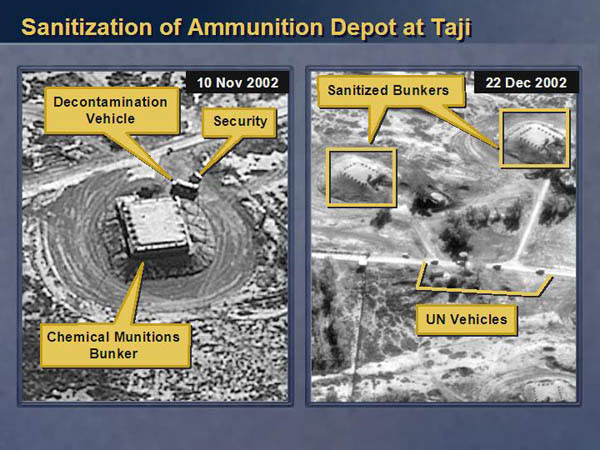 Sanitization of Ammunition Depot at Taji
10 Nov 2002
Decontamination
Vehicle
Security
Chemical Munitions
Bunker
22 Dec 2002
Sanitized Bunkers
UN Vehicles